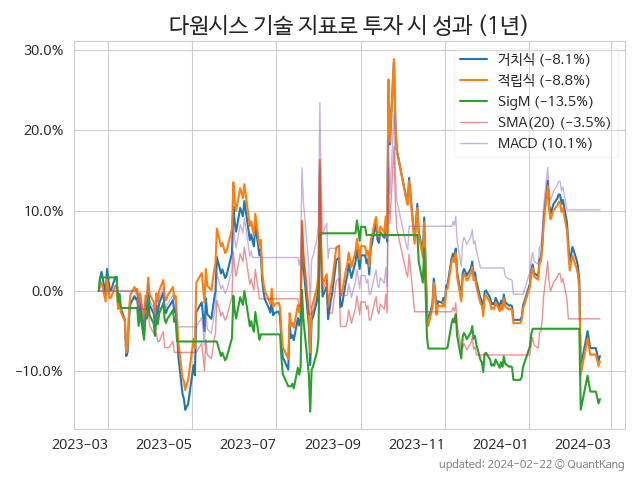 다원시스 기술 지표로 투자 시 성과 (1년)
30.0%
20.0%
10.0%
0.0%
−10.0%
거치식 (−8.1%)
적립식 (−8.8%)
SigM (−13.5%)
SMA(20) (−3.5%)
MACD (10.1%)
2023-03 2023-05 2023-07 2023-09 2023-11 2024-01 2024-03
updated: 2024-02-22 © QuantKang